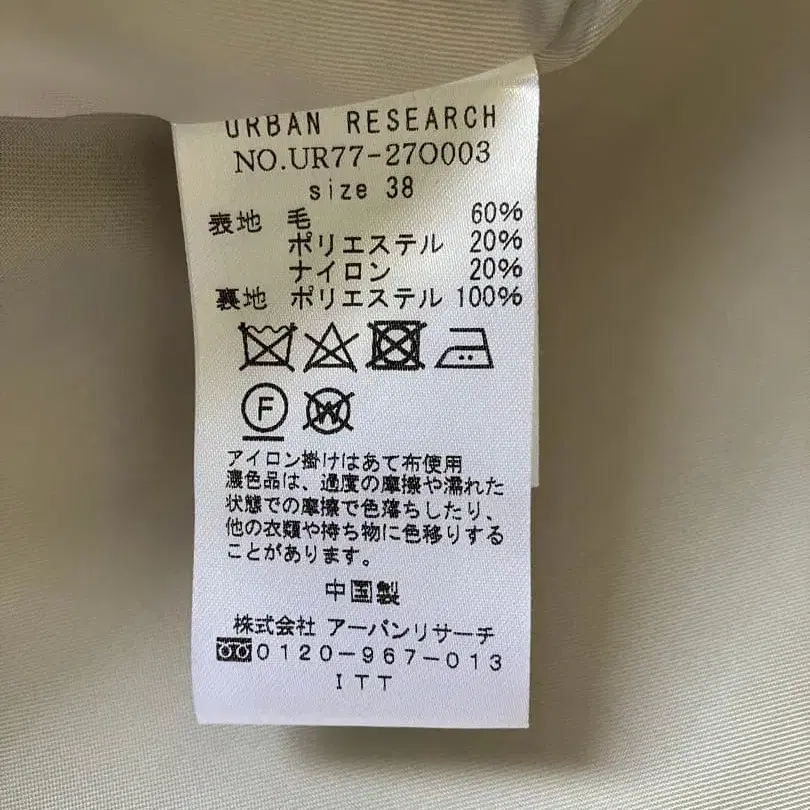 URBAN RESEARCH
NO.UR77-27O003
size 38
表地 毛 60%
ポリエステル 20%
ナイロン 20%
裏地 ポリエステル 100%
F W
アイロン掛けはあて布使用
濃色品は、過度の摩擦や濡れた
状態での摩擦で色落ちしたり、
他の衣類や持ち物に色移りする
ことがあります。
中国製
株式会社 アーバンリサーチ
0120-967-013
ITT